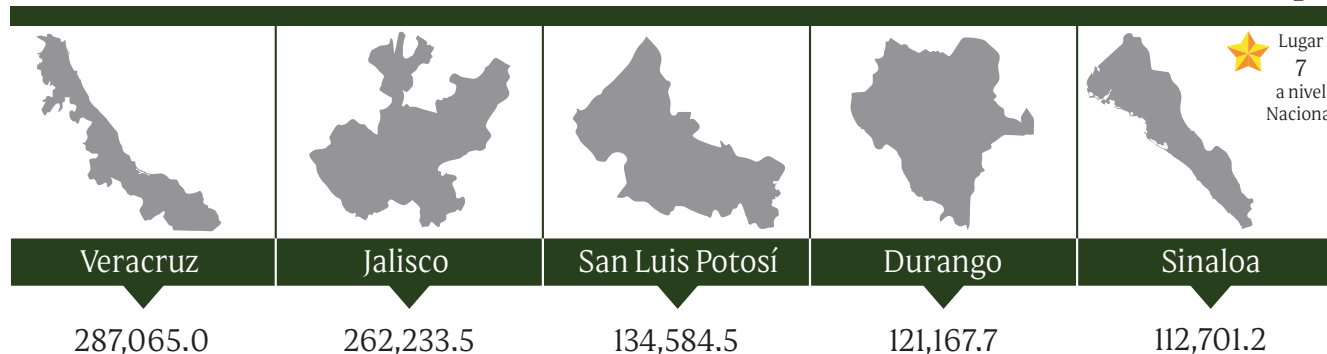 Lugar
7
a nivel
Naciona
Veracruz
Jalisco
San Luis Potosí
Durango
Sinaloa
287,065.0
262,233.5
134,584.5
121,167.7
112,701.2